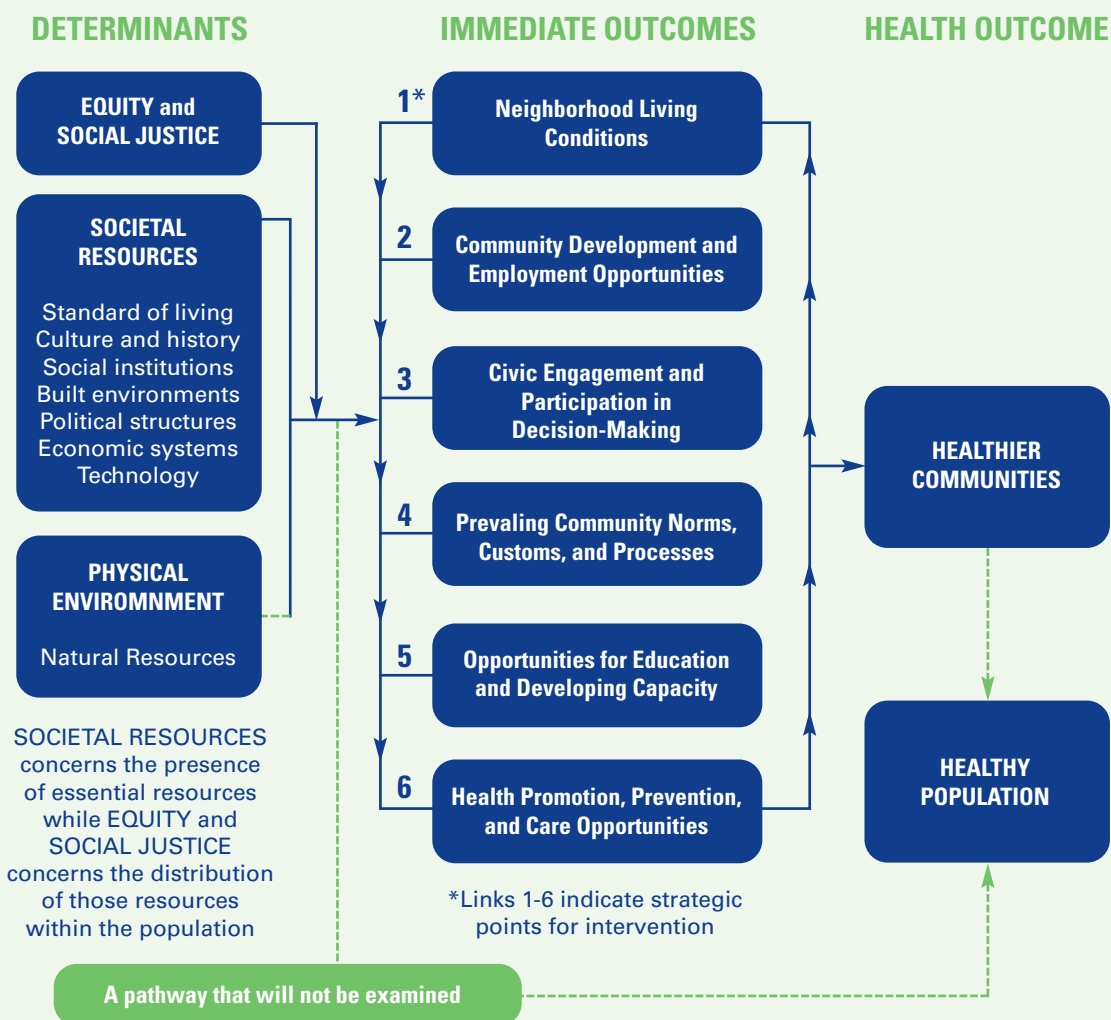 DETERMINANTS
EQUITY and
SOCIAL JUSTICE
SOCIETAL
RESOURCES
Standard of living
Culture and history
Social institutions
Built environments
Political structures
Economic systems
Technology
PHYSICAL
ENVIROMNMENT
Natural Resources
SOCIETAL RESOURCES
concerns the presence
of essential resources
while EQUITY and
SOCIAL JUSTICE
concerns the distribution
of those resources
within the population
IMMEDIATE OUTCOMES
1*
Neighborhood Living
Conditions
2
Community Development and
Employment Opportunities
3
Civic Engagement and
Participation in
Decision-Making
4
Prevaling Community Norms,
Customs, and Processes
5
Opportunities for Education
and Developing Capacity
6
Health Promotion, Prevention,
and Care Opportunities
*Links 1-6 indicate strategic
points for intervention
HEALTH OUTCOME
HEALTHIER
COMMUNITIES
HEALTHY
POPULATION
A pathway that will not be examined